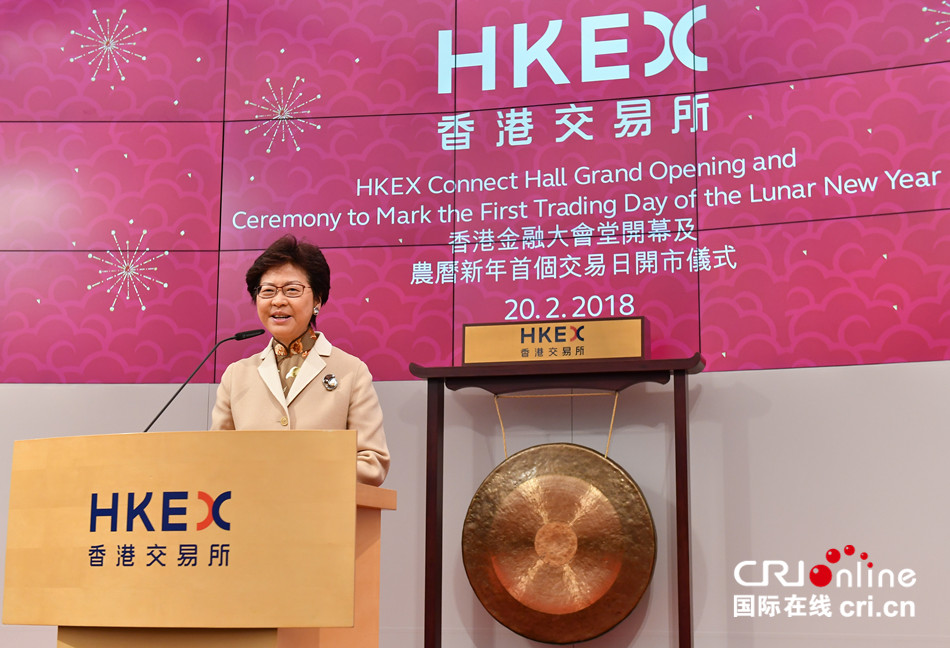 HKEX
香港交易所
HKEX Connect Hall Grand Opening and
Ceremony to Mark the First Trading Day of the Lunar New Year
香港金融大會堂開幕及
農曆新年首個交易日開市儀式
20.2.2018
HKEX
香港交易所
HKEX
香港交易所
CRI Online
国际在线 cri.cn